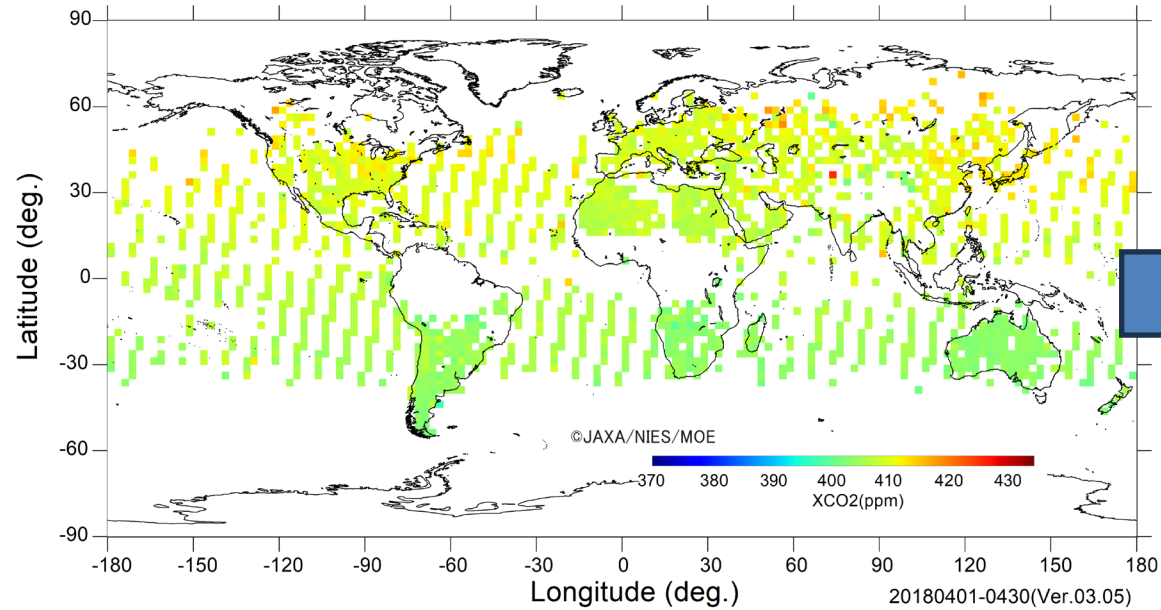 90
60
30
0
-30
-60
-90
Latitude (deg.)
©JAXA/NIES/MOE
370 380 390 400 410 420 430
XCO2(ppm)
-180 -150 -120 -90 -60 -30 0 30 60 90 120 150 180
Longitude (deg.)
20180401-0430(Ver.03.05)